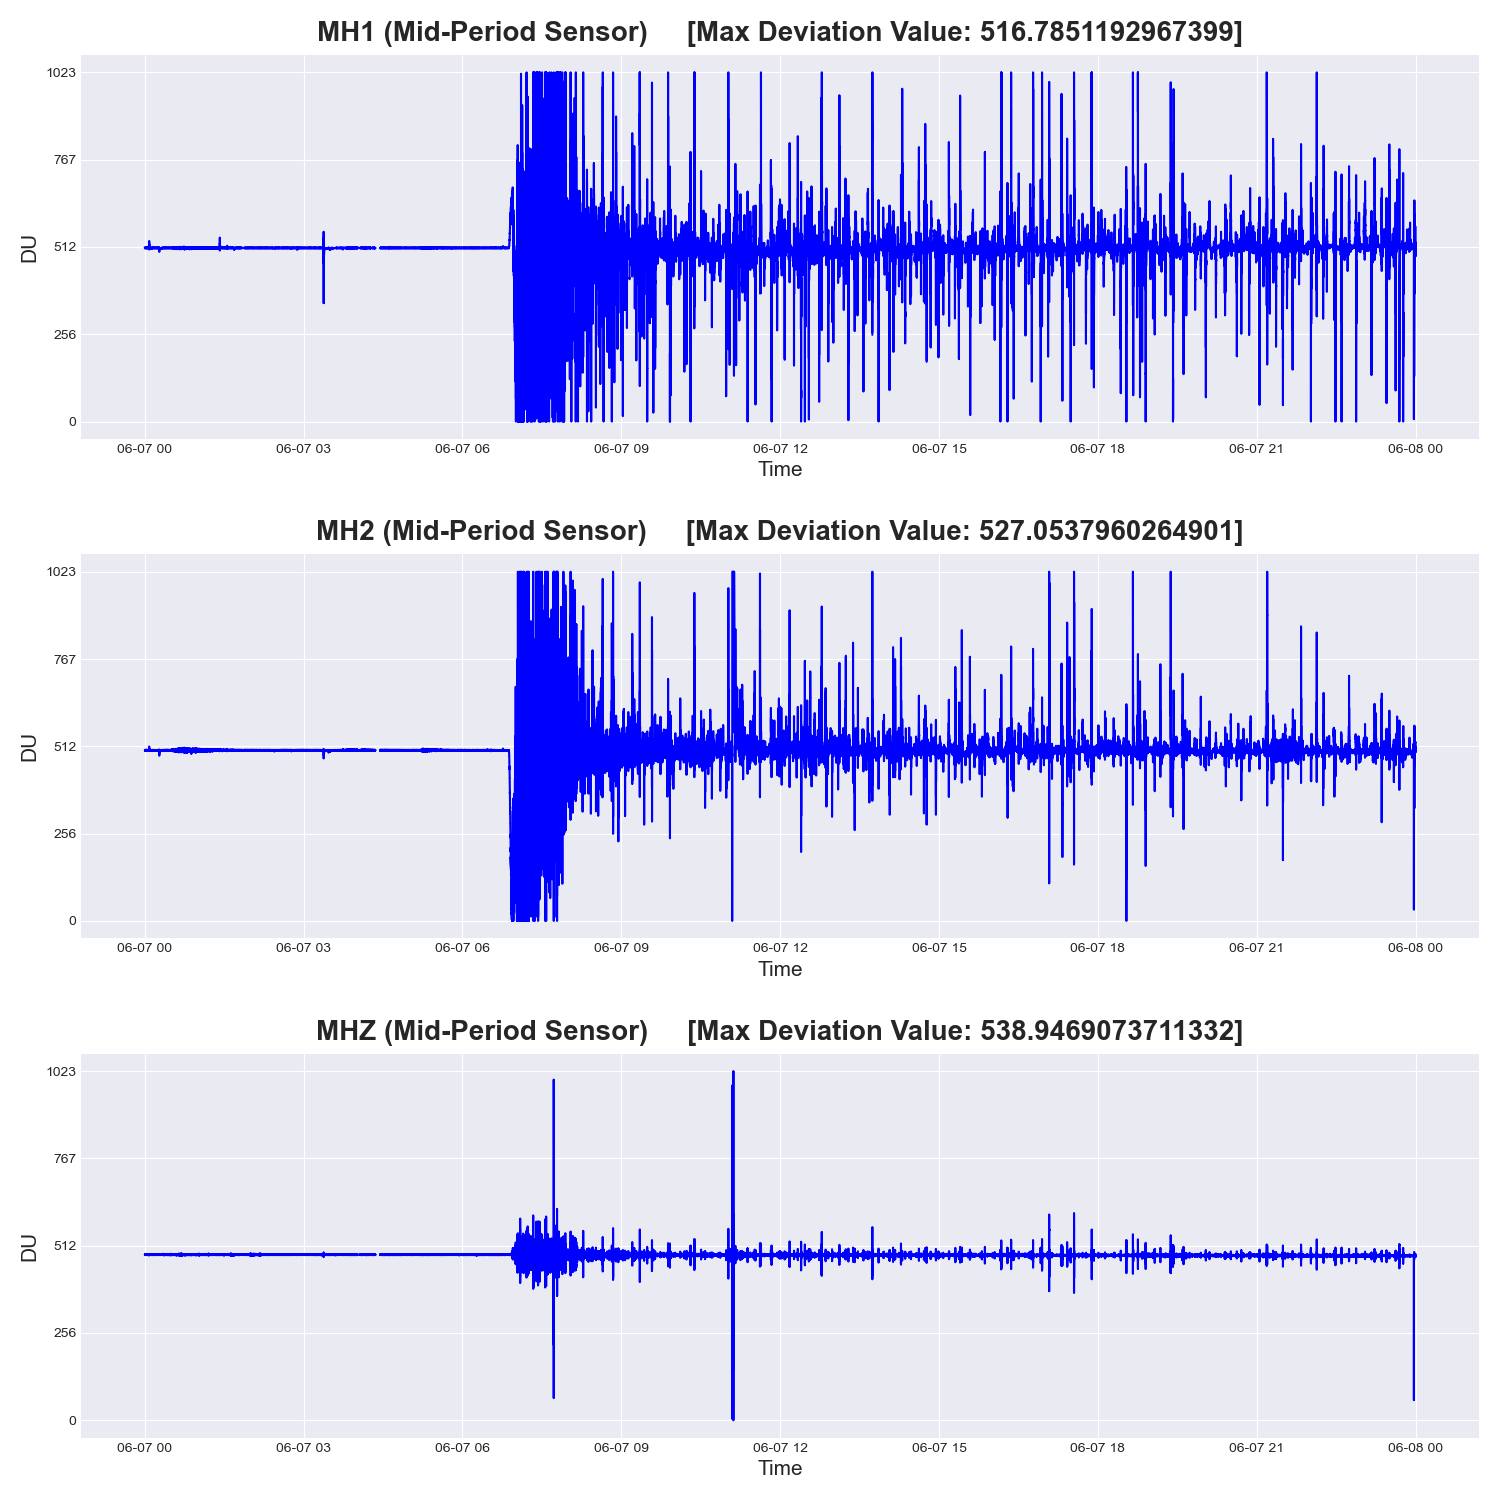 MH1 (Mid-Period Sensor) [Max Deviation Value: 516.7851192967399]
1023
767
512
256
0
DU
06-07 00 06-07 03 06-07 06 06-07 09 06-07 12 06-07 15 06-07 18 06-07 21 06-08 00
Time
MH2 (Mid-Period Sensor) [Max Deviation Value: 527.0537960264901]
1023
767
512
256
0
DU
06-07 00 06-07 03 06-07 06 06-07 09 06-07 12 06-07 15 06-07 18 06-07 21 06-08 00
Time
MHZ (Mid-Period Sensor) [Max Deviation Value: 538.9469073711332]
1023
767
512
256
0
DU
06-07 00 06-07 03 06-07 06 06-07 09 06-07 12 06-07 15 06-07 18 06-07 21 06-08 00
Time